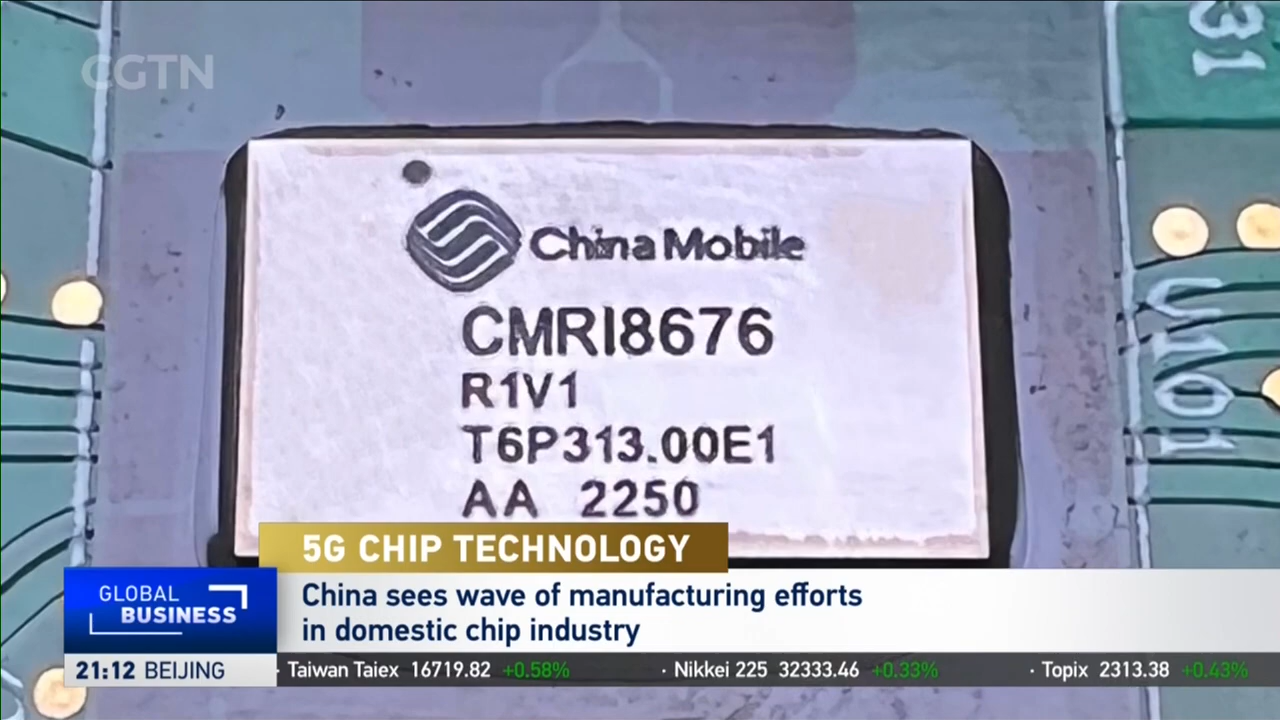 CGTN
31
China Mobile
CMRI8676
R1V1
T6P313.00E1
AA 2250
U101
5G CHIP TECHNOLOGY
GLOBAL BUSINESS
China sees wave of manufacturing efforts
in domestic chip industry
21:12 BEIJING
· Taiwan Taiex 16719.82 +0.58% · Nikkei 225 32333.46 +0.33% · Topix 2313.38 +0.43%